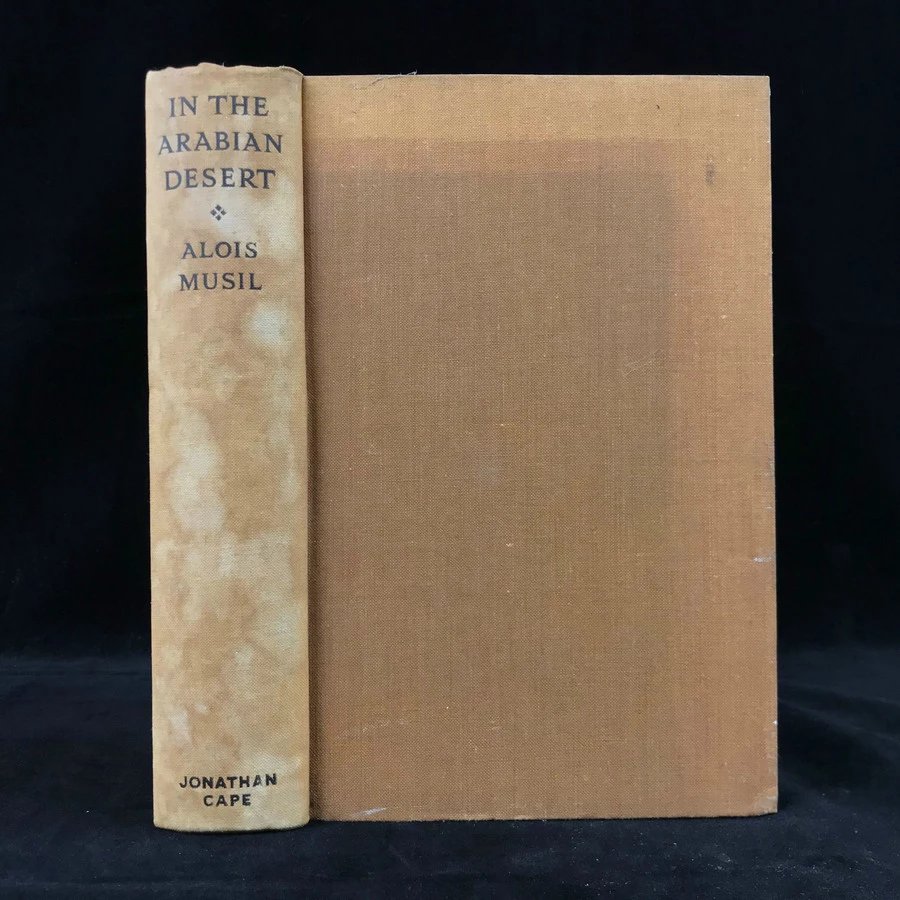 IN THE
ARABIAN
DESERT
ALOIS
MUSIL
JONATHAN
CAPE